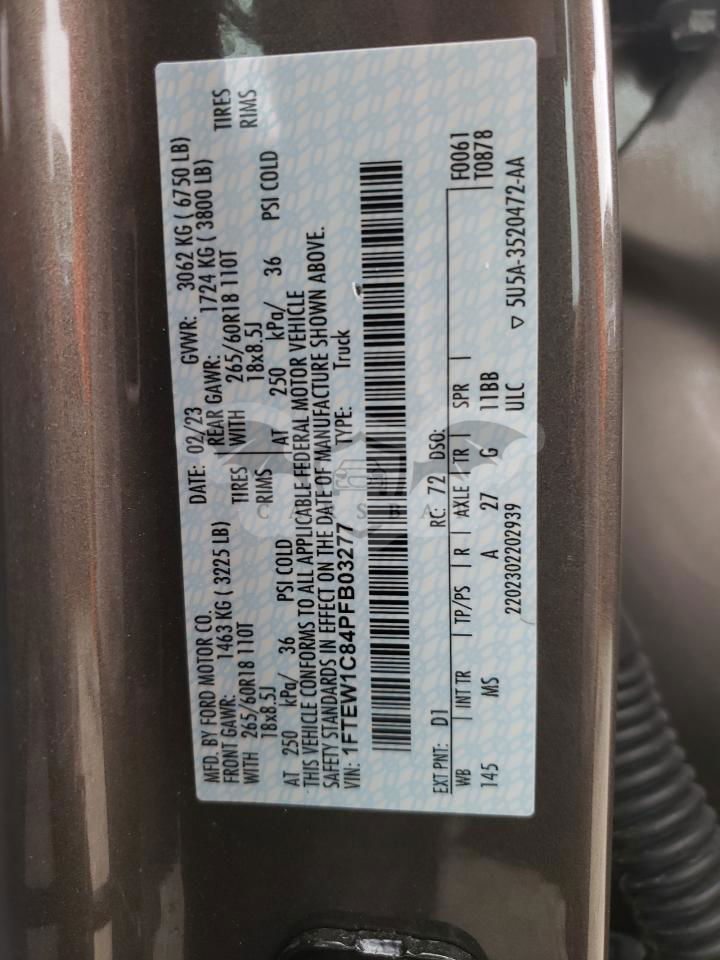 MFD. BY FORD MOTOR CO. DATE: 02/23 GVWR: 3062 KG ( 6750 LB)
FRONT GAWR: 1463 KG ( 3225 LB) REAR GAWR: 1724 KG ( 3800 LB)
WITH 265/60R18 110T TIRES WITH 265/60R18 110T TIRES
18x8.5J RIMS 18x8.5J RIMS
AT 250 kPa/ 36 PSI COLD AT 250 kPa/ 36 PSI COLD
THIS VEHICLE CONFORMS TO ALL APPLICABLE FEDERAL MOTOR VEHICLE
SAFETY STANDARDS IN EFFECT ON THE DATE OF MANUFACTURE SHOWN ABOVE.
VIN: 1FTEW1C84PFB03277 TYPE: Truck
F0061
T0878
EXT PNT: D1 RC: 72 DSO:
WB INT TR TP/PS R AXLE TR SPR
145 MS A 27 G 11BB
2202302202939 ULC
▽ 5U5A-3520472-AA